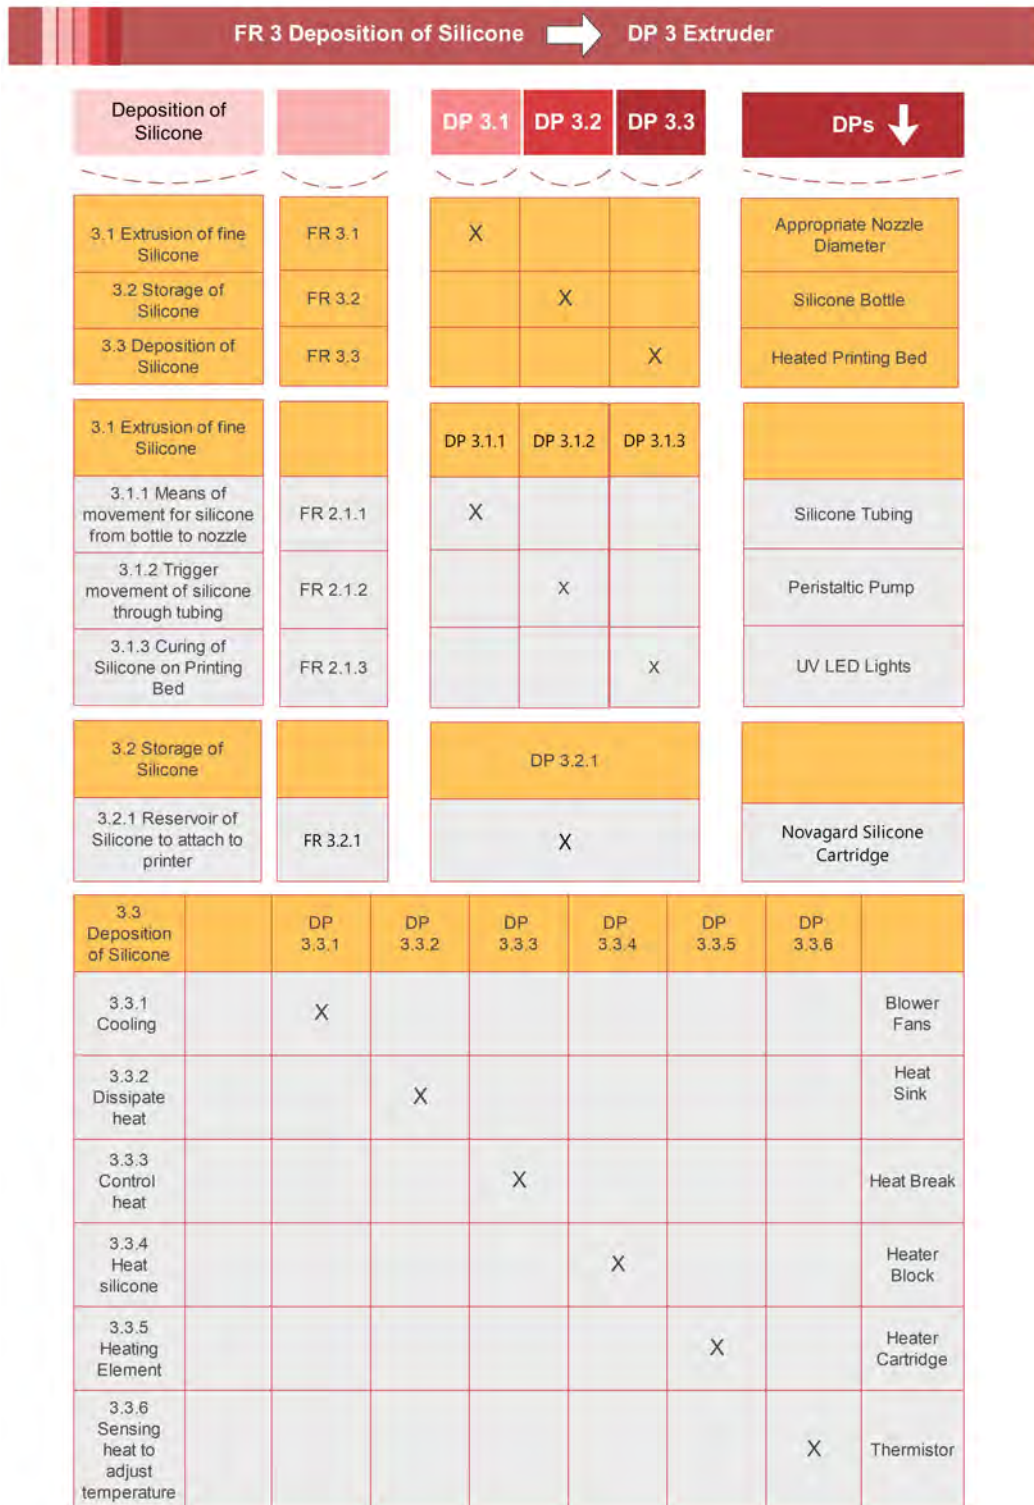 FR 3 Deposition of Silicone DP 3 Extruder
Deposition of
Silicone
DP 3.1 DP 3.2 DP 3.3
DPs
3.1 Extrusion of fine
Silicone
FR 3.1
X
Appropriate Nozzle
Diameter
3.2 Storage of
Silicone
FR 3.2
X
Silicone Bottle
3.3 Deposition of
Silicone
FR 3.3
X
Heated Printing Bed
3.1 Extrusion of fine
Silicone
DP 3.1.1 DP 3.1.2 DP 3.1.3
3.1.1 Means of
movement for silicone
from bottle to nozzle
FR 2.1.1
X
Silicone Tubing
3.1.2 Trigger
movement of silicone
through tubing
FR 2.1.2
X
Peristaltic Pump
3.1.3 Curing of
Silicone on Printing
Bed
FR 2.1.3
X
UV LED Lights
3.2 Storage of
Silicone
DP 3.2.1
3.2.1 Reservoir of
Silicone to attach to
printer
FR 3.2.1
X
Novagard Silicone
Cartridge
3.3
Deposition
of Silicone
DP
3.3.1
DP
3.3.2
DP
3.3.3
DP
3.3.4
DP
3.3.5
DP
3.3.6
3.3.1
Cooling
X
Blower
Fans
3.3.2
Dissipate
heat
X
Heat
Sink
3.3.3
Control
heat
X
Heat Break
3.3.4
Heat
silicone
X
Heater
Block
3.3.5
Heating
Element
X
Heater
Cartridge
3.3.6
Sensing
heat to
adjust
temperature
X
Thermistor